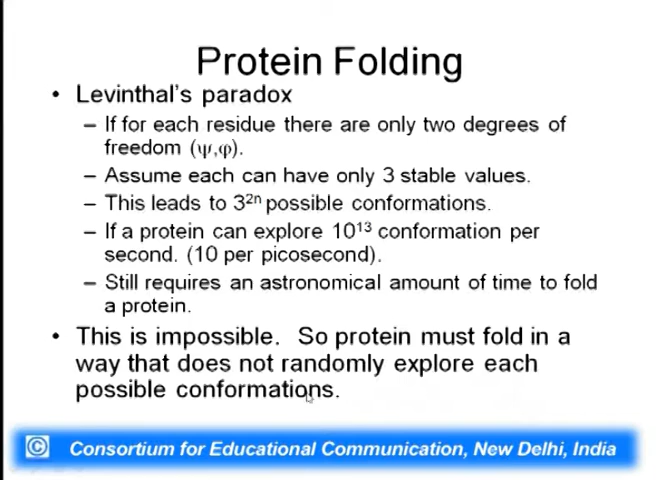 Protein Folding
• Levinthal's paradox
– If for each residue there are only two degrees of
freedom (ψ,φ).
– Assume each can have only 3 stable values.
– This leads to 3²ⁿ possible conformations.
– If a protein can explore 10¹³ conformation per
second. (10 per picosecond).
– Still requires an astronomical amount of time to fold
a protein.
• This is impossible.  So protein must fold in a
way that does not randomly explore each
possible conformations.
© Consortium for Educational Communication, New Delhi, India